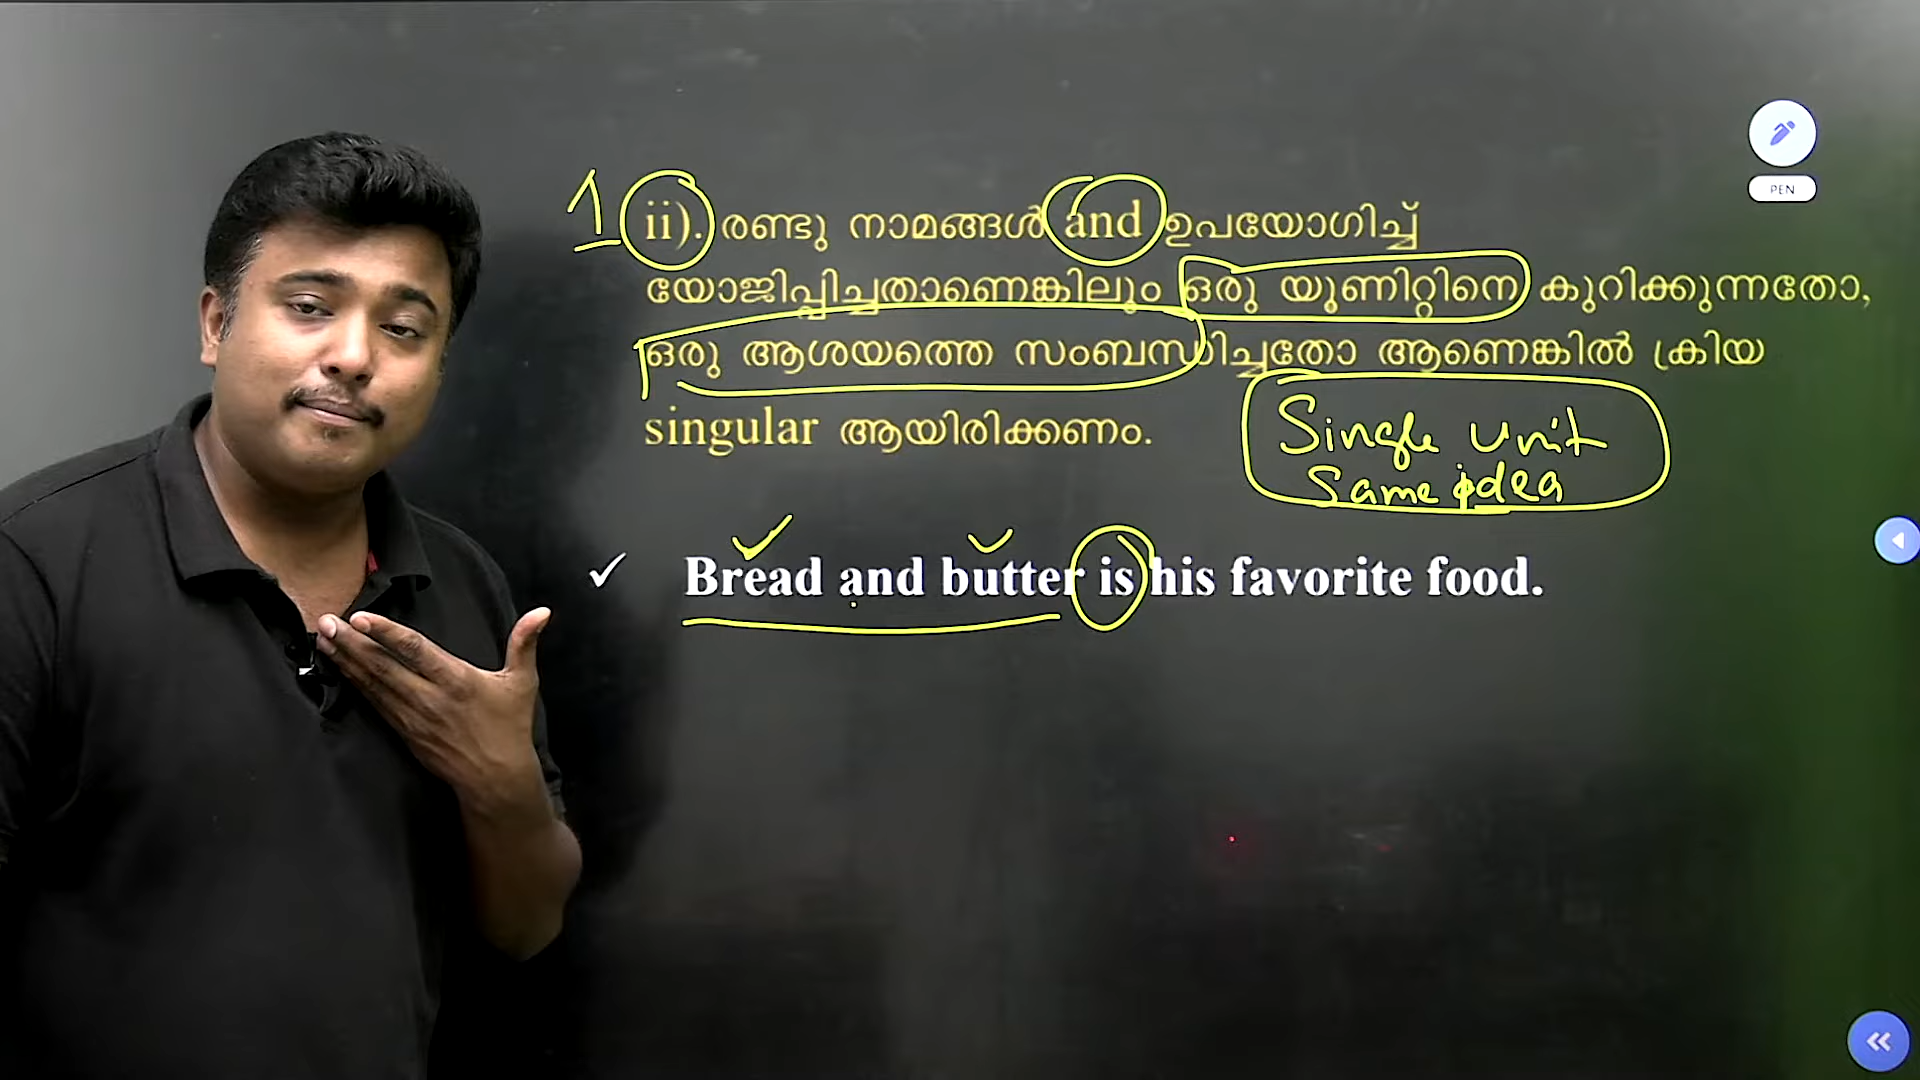 PEN
1 ii). രണ്ടു നാമങ്ങൾ and ഉപയോഗിച്ച്
യോജിപ്പിച്ചതാണെങ്കിലും ഒരു യൂണിറ്റിനെ കുറിക്കുന്നതോ,
ഒരു ആശയത്തെ സംബന്ധിച്ചതോ ആണെങ്കിൽ ക്രിയ
singular ആയിരിക്കണം.
Single unit
Same idea
✓ Bread and butter is his favorite food.